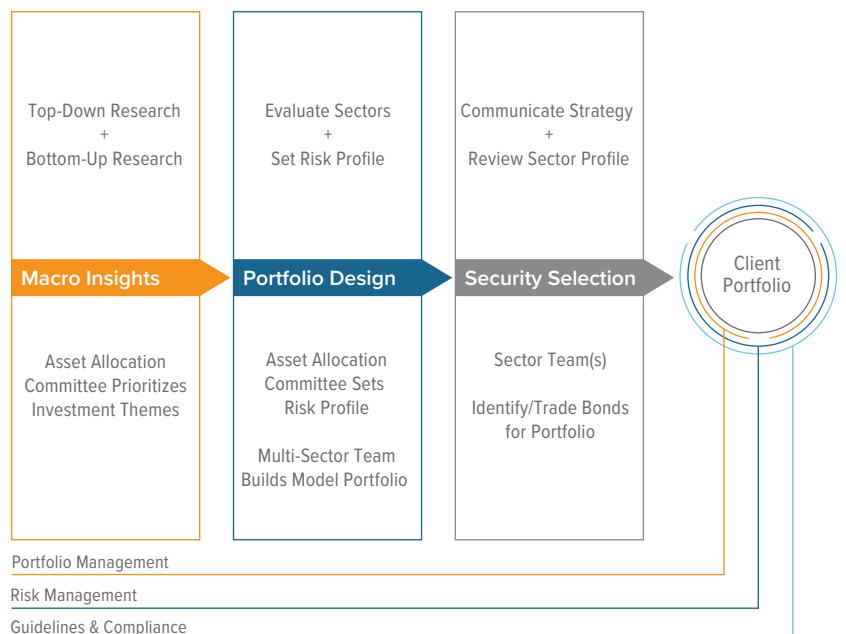 Top-Down Research
+
Bottom-Up Research
Macro Insights
Asset Allocation
Committee Prioritizes
Investment Themes
Evaluate Sectors
+
Set Risk Profile
Portfolio Design
Asset Allocation
Committee Sets
Risk Profile
Multi-Sector Team
Builds Model Portfolio
Communicate Strategy
+
Review Sector Profile
Security Selection
Sector Team(s)
Identify/Trade Bonds
for Portfolio
Client
Portfolio
Portfolio Management
Risk Management
Guidelines & Compliance